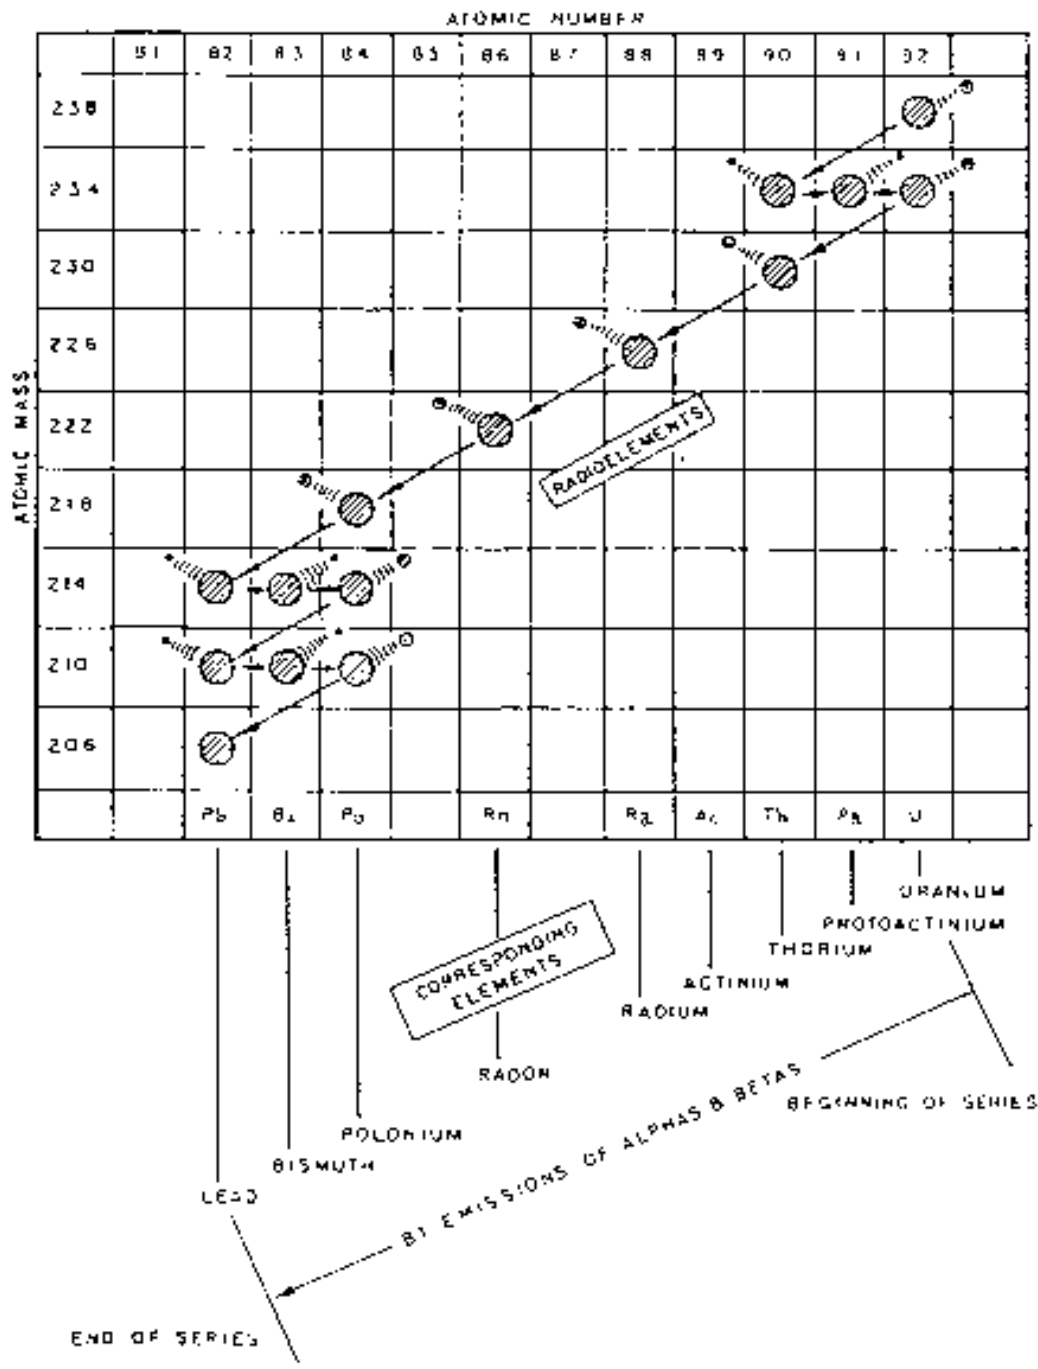 ATOMIC NUMBER
81 82 83 84 85 86 87 88 89 90 91 92
238
234
230
226
222
218
214
210
206
ATOMIC MASS
RADIOELEMENTS
Pb Bi Po Rn Ra Ac Th Pa U
URANIUM
PROTOACTINIUM
THORIUM
ACTINIUM
RADIUM
CORRESPONDING
ELEMENTS
RADON
POLONIUM
BISMUTH
LEAD
BEGINNING OF SERIES
BY EMISSIONS OF ALPHAS & BETAS
END OF SERIES